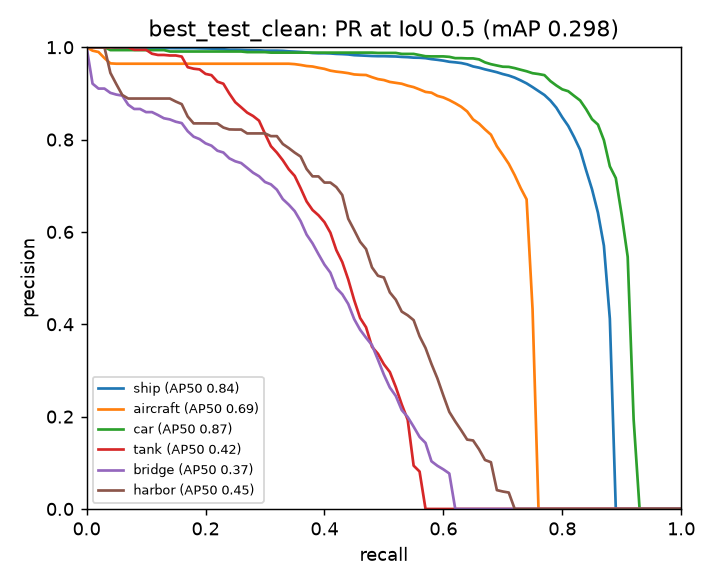 best_test_clean: PR at IoU 0.5 (mAP 0.298)
1.0
0.8
0.6
0.4
0.2
0.0
precision
ship (AP50 0.84)
aircraft (AP50 0.69)
car (AP50 0.87)
tank (AP50 0.42)
bridge (AP50 0.37)
harbor (AP50 0.45)
0.0 0.2 0.4 0.6 0.8 1.0
recall